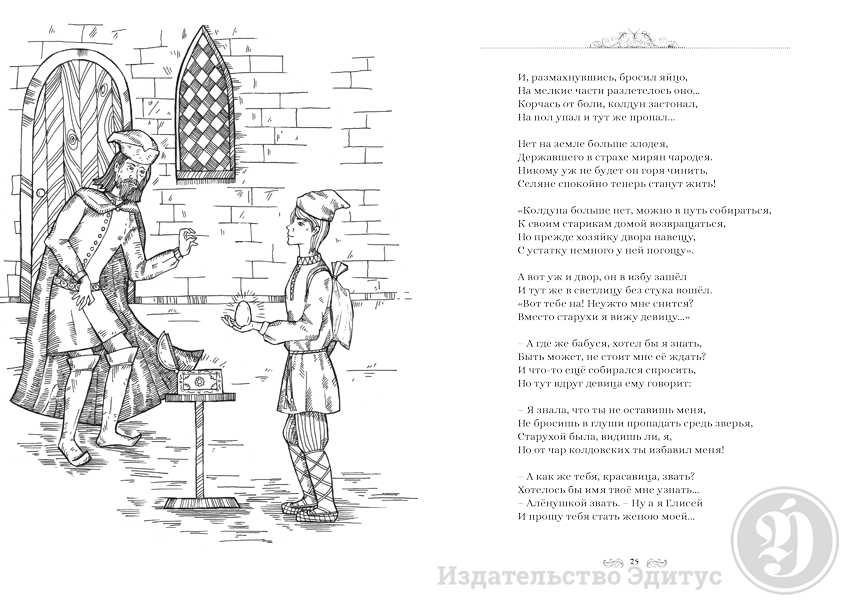 И, размахнувшись, бросил яйцо,
На мелкие части разлетелось оно...
Корчась от боли, колдун застонал,
На пол упал и тут же пропал...
Нет на земле больше злодея,
Державшего в страхе мирян чародея.
Никому уж не будет он горя чинить,
Селяне спокойно теперь станут жить!
«Колдуна больше нет, можно в путь собираться,
К своим старикам домой возвращаться,
Но прежде хозяйку двора навещу,
С устатку немного у ней погощу».
А вот уж и двор, он в избу зашёл
И тут же в светлицу без стука вошёл.
«Вот тебе на! Неужто мне снится?
Вместо старухи я вижу девицу...»
– А где же бабуся, хотел бы я знать,
Быть может, не стоит мне её ждать?
И что-то ещё собирался спросить,
Но тут вдруг девица ему говорит:
– Я знала, что ты не оставишь меня,
Не бросишь в глуши пропадать средь зверья,
Старухой была, видишь ли, я,
Но от чар колдовских ты избавил меня!
– А как же тебя, красавица, звать?
Хотелось бы имя твоё мне узнать...
– Алёнушкой звать. – Ну а я Елисей
И прошу тебя стать женою моей...
25
Издательство Эдитус